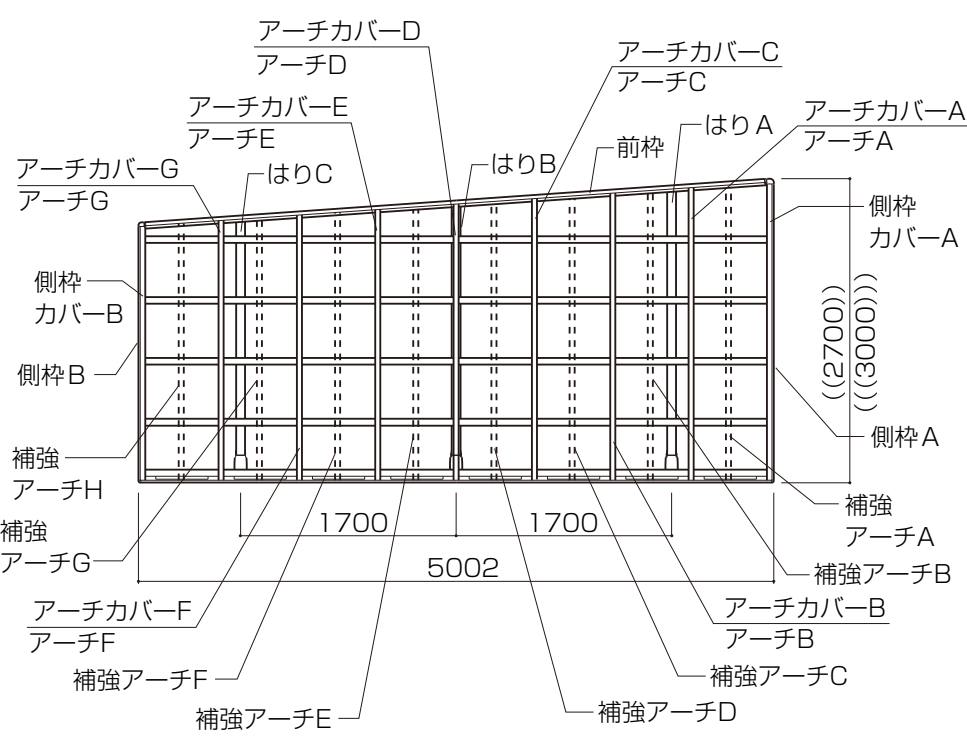 アーチカバーD
アーチD
アーチカバーC
アーチC
アーチカバーE
アーチE
アーチカバーA
アーチA
はりA
前枠
はりB
はりC
アーチカバーG
アーチG
側枠
カバーA
側枠
カバーB
((2700))
(((3000)))
側枠B
側枠A
補強
アーチH
補強
アーチA
補強
アーチG
1700
1700
5002
補強アーチB
アーチカバーF
アーチF
アーチカバーB
アーチB
補強アーチF
補強アーチC
補強アーチE
補強アーチD